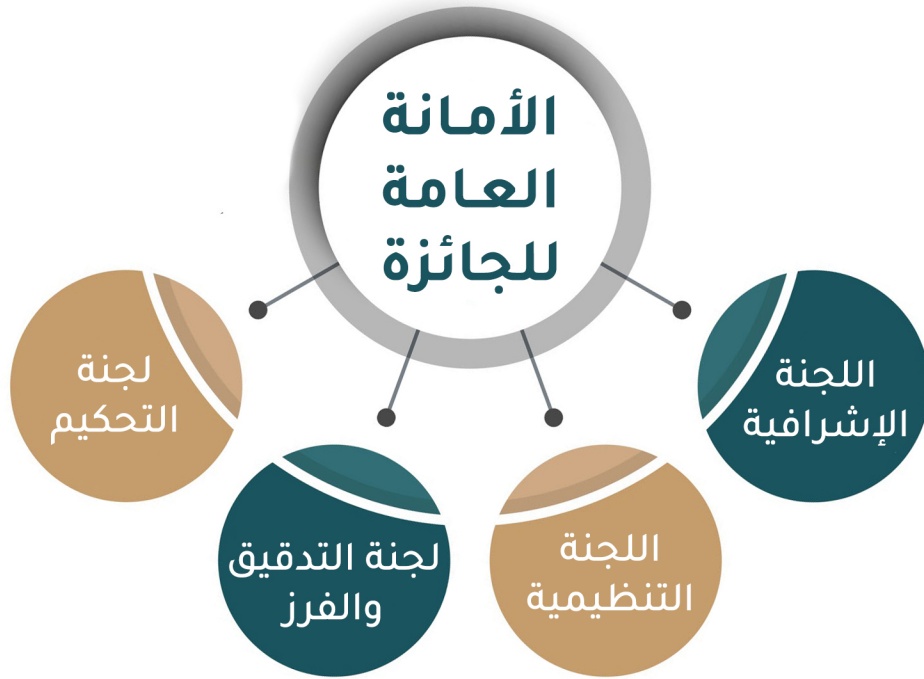 الأمانة
العامة
للجائزة
اللجنة
الإشرافية
اللجنة
التنظيمية
لجنة التدقيق
والفرز
لجنة
التحكيم